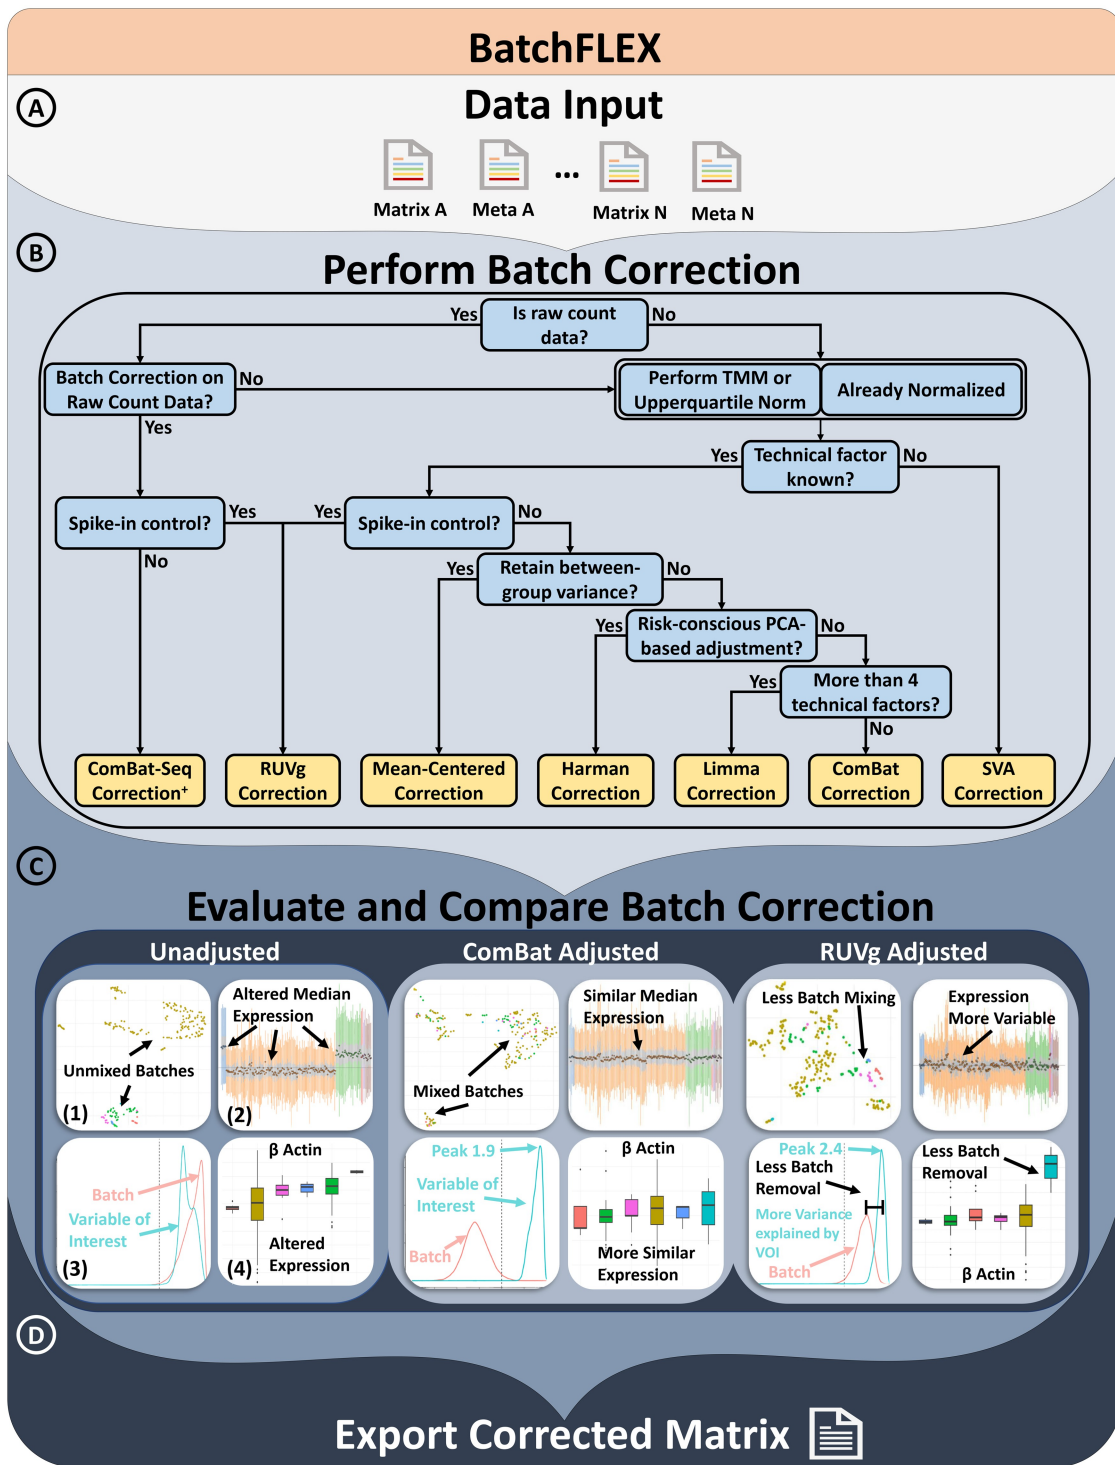 BatchFLEX
A
Data Input
...
Matrix A
Meta A
Matrix N
Meta N
B
Perform Batch Correction
Is raw count
data?
Yes
No
Batch Correction on
Raw Count Data?
No
Yes
Perform TMM or
Upperquartile Norm
Already Normalized
Technical factor
known?
Yes
No
Spike-in control?
Yes
No
Spike-in control?
Yes
No
Retain between-
group variance?
Yes
No
Risk-conscious PCA-
based adjustment?
Yes
No
More than 4
technical factors?
Yes
No
ComBat-Seq
Correction⁺
RUVg
Correction
Mean-Centered
Correction
Harman
Correction
Limma
Correction
ComBat
Correction
SVA
Correction
C
Evaluate and Compare Batch Correction
Unadjusted
ComBat Adjusted
RUVg Adjusted
Unmixed Batches
(1)
Altered Median
Expression
(2)
Mixed Batches
Similar Median
Expression
Less Batch Mixing
Expression
More Variable
Batch
Variable of
Interest
(3)
β Actin
Altered
Expression
(4)
Peak 1.9
Variable of
Interest
Batch
β Actin
More Similar
Expression
Peak 2.4
Less Batch
Removal
More Variance
explained by
VOI
Batch
Less Batch
Removal
β Actin
D
Export Corrected Matrix